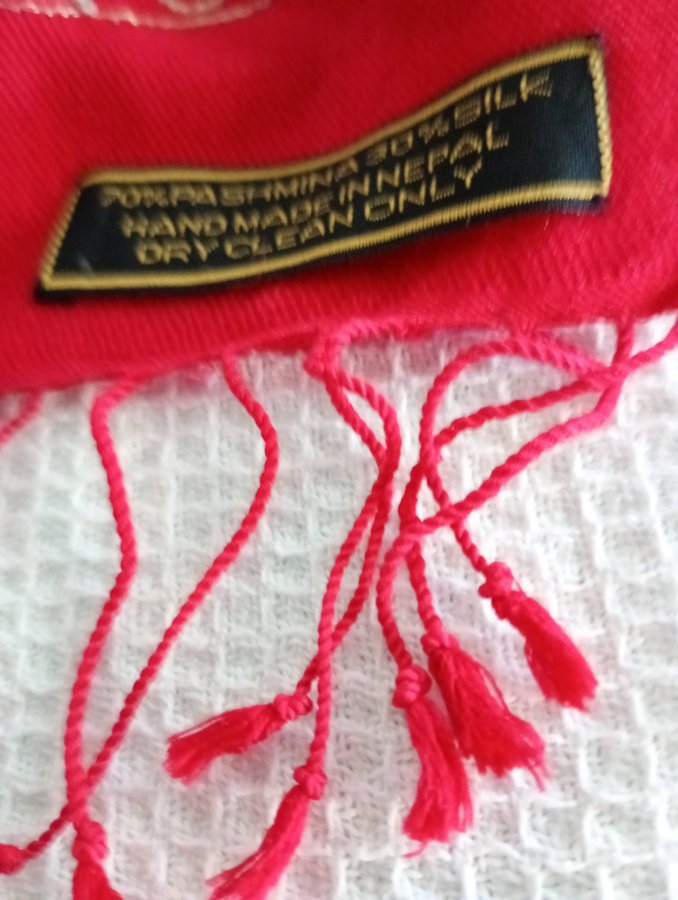 70% PASHMINA 30% SILK
HAND MADE IN NEPAL
DRY CLEAN ONLY